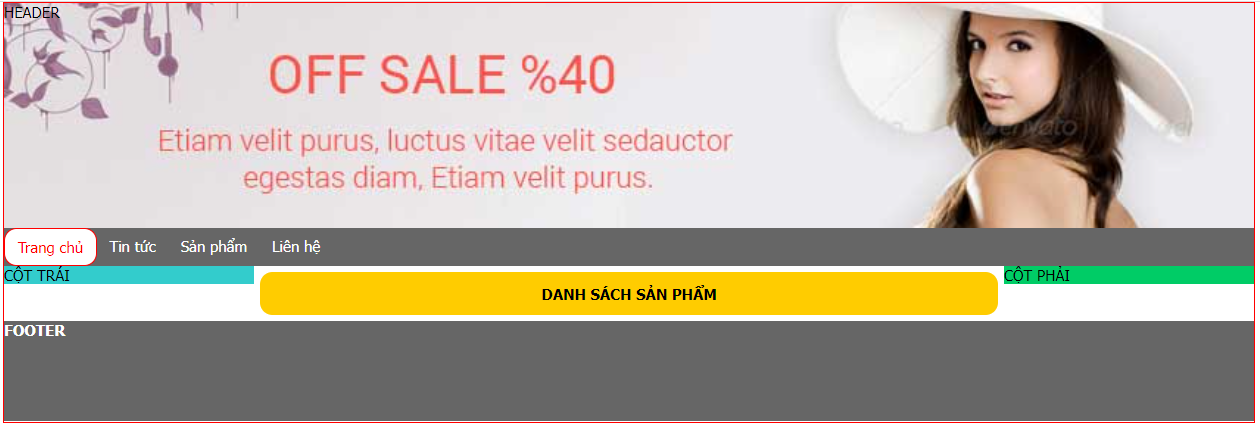 HEADER
OFF SALE %40
Etiam velit purus, luctus vitae velit sedauctor
egestas diam, Etiam velit purus.
envato
Trang chủ Tin tức Sản phẩm Liên hệ
CỘT TRÁI
DANH SÁCH SẢN PHẨM
CỘT PHẢI
FOOTER